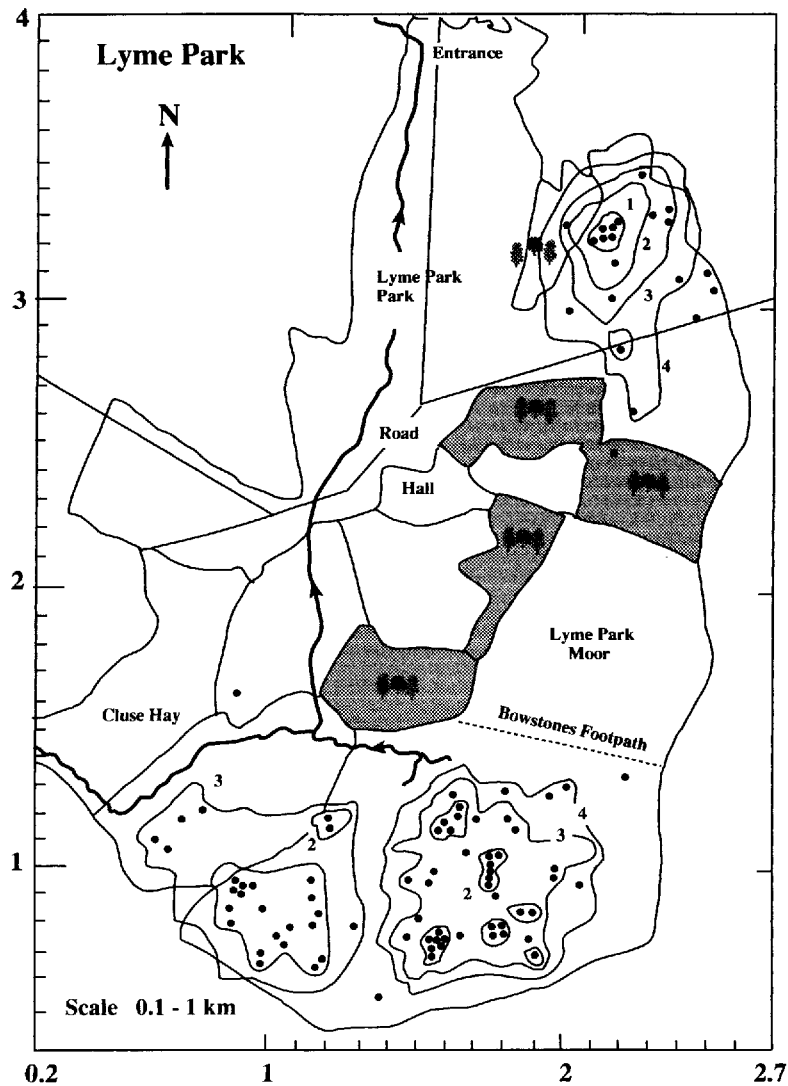 4
Lyme Park
Entrance
N
1
2
Lyme Park
Park
3
3
4
Road
Hall
2
Lyme Park
Moor
Cluse Hay
Bowstones Footpath
3
4
2
3
1
2
Scale 0.1 - 1 km
0.2
1
2
2.7